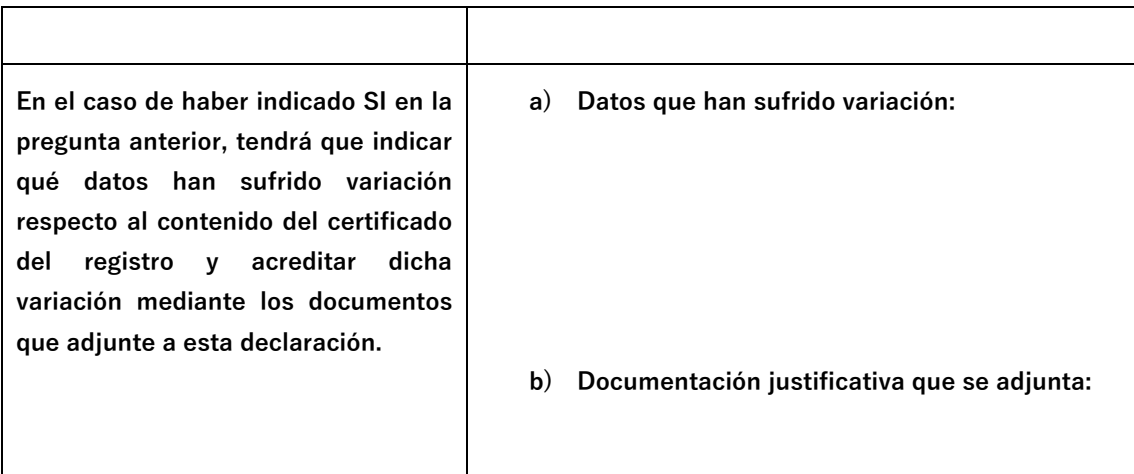 En el caso de haber indicado SI en la
pregunta anterior, tendrá que indicar
qué datos han sufrido variación
respecto al contenido del certificado
del registro y acreditar dicha
variación mediante los documentos
que adjunte a esta declaración.
a) Datos que han sufrido variación:
b) Documentación justificativa que se adjunta: